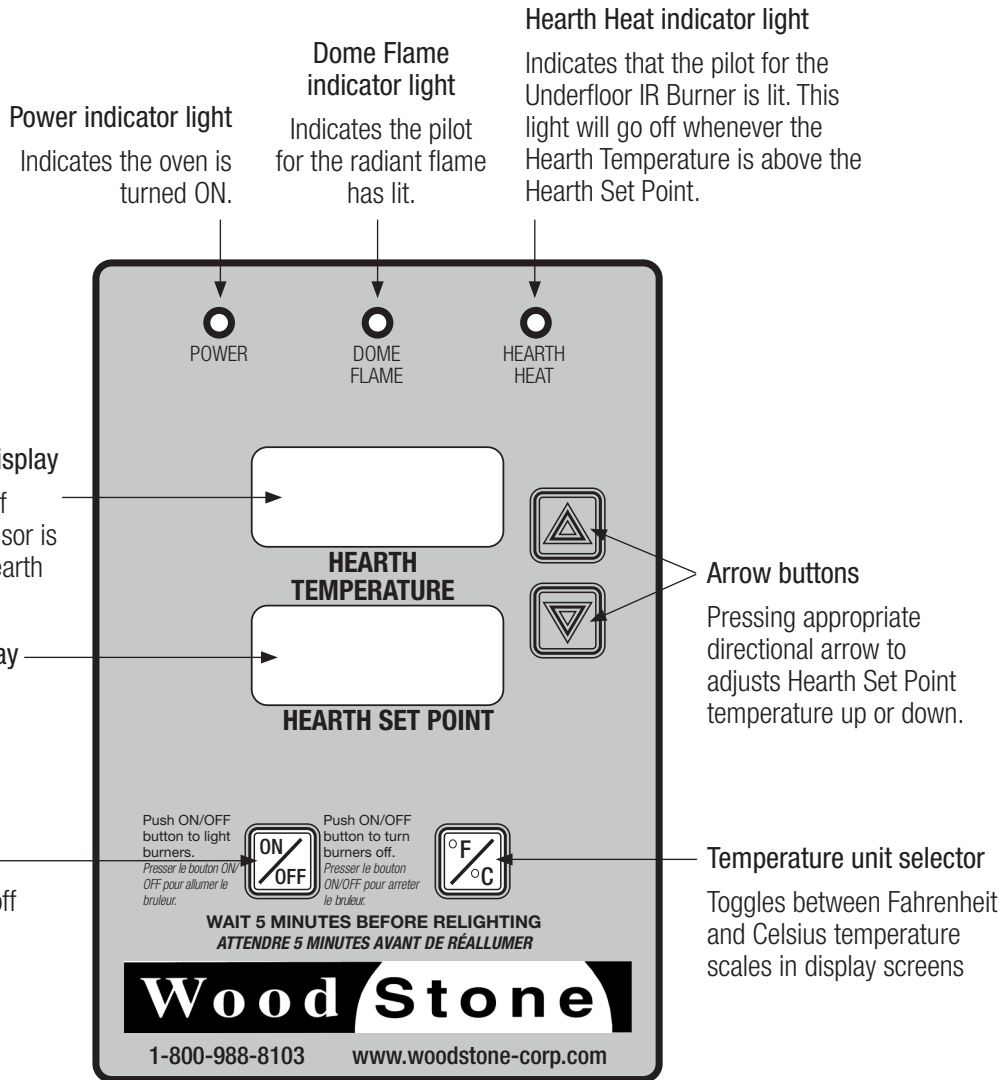 Hearth Heat indicator light
Indicates that the pilot for the
Underfloor IR Burner is lit. This
light will go off whenever the
Hearth Temperature is above the
Hearth Set Point.
Dome Flame
indicator light
Indicates the pilot
for the radiant flame
has lit.
Power indicator light
Indicates the oven is
turned ON.
POWER
DOME
FLAME
HEARTH
HEAT
is
HEARTH
TEMPERATURE
HEARTH SET POINT
Arrow buttons
Pressing appropriate
directional arrow to
adjusts Hearth Set Point
temperature up or down.
Push ON/OFF
button to light
burners.
Presser le bouton ON/
OFF pour allumer le
bruleur.
ON
OFF
Push ON/OFF
button to turn
burners off.
Presser le bouton
ON/OFF pour arreter
le bruleur.
°F
°C
Temperature unit selector
Toggles between Fahrenheit
and Celsius temperature
scales in display screens
WAIT 5 MINUTES BEFORE RELIGHTING
ATTENDRE 5 MINUTES AVANT DE RÉALLUMER
Wood Stone
1-800-988-8103 www.woodstone-corp.com